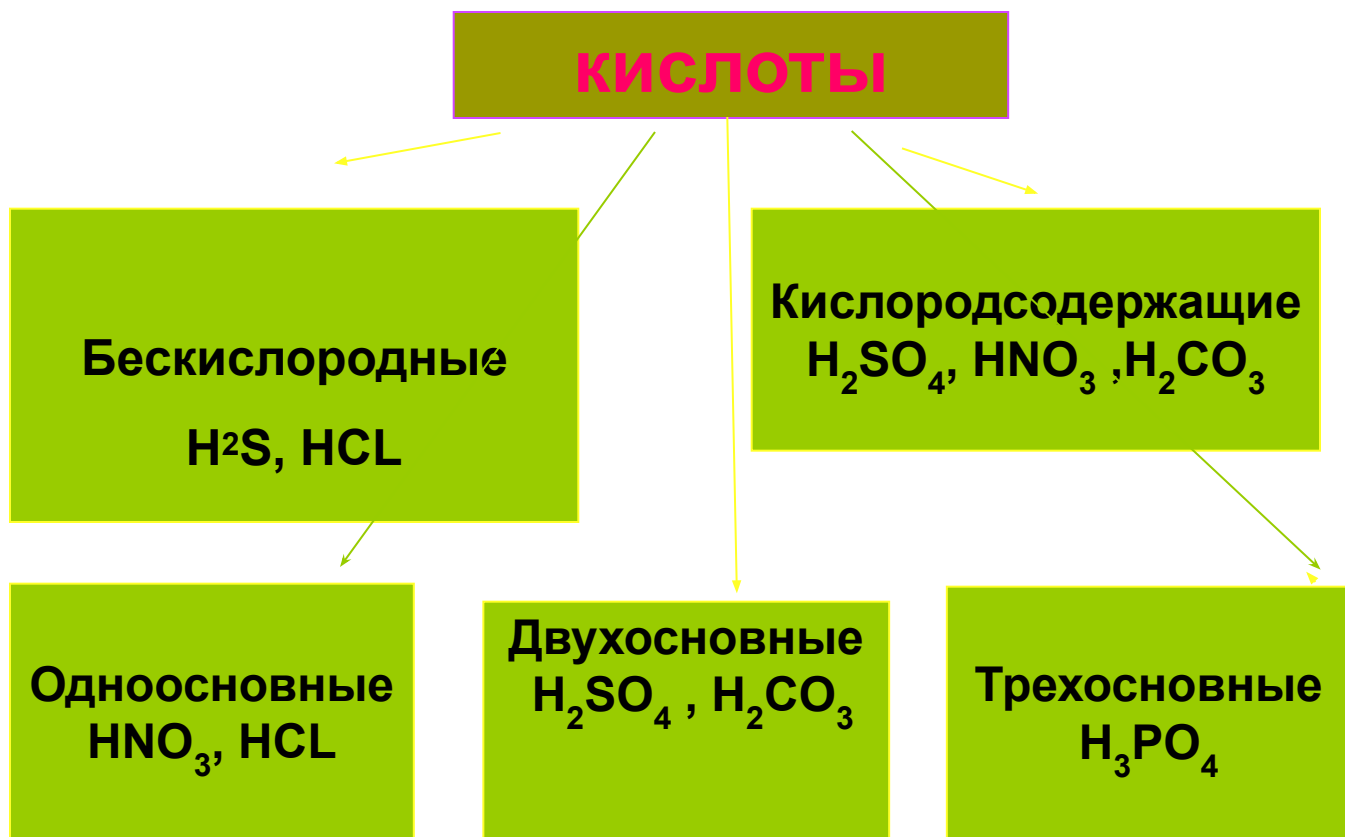 кислоты
Бескислородные
H²S, HCL
Кислородсодержащие
H₂SO₄, HNO₃ ,H₂CO₃
Одноосновные
HNO₃, HCL
Двухосновные
H₂SO₄ , H₂CO₃
Трехосновные
H₃PO₄